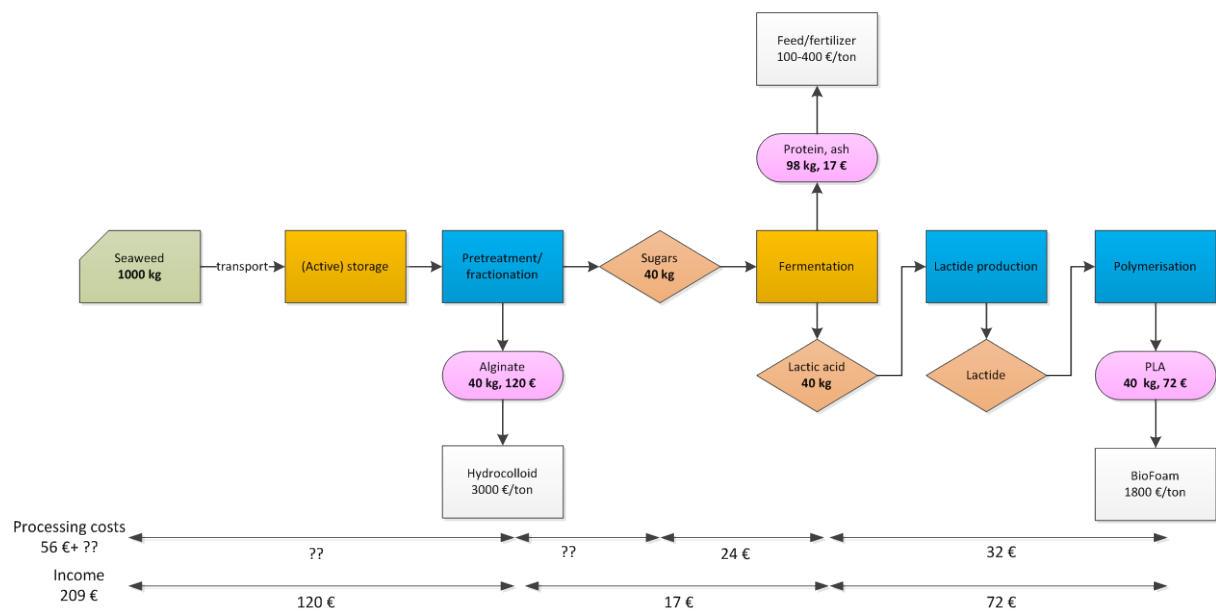 Feed/fertilizer
100-400 €/ton
Protein, ash
98 kg, 17 €
Seaweed
1000 kg
transport
(Active) storage
Pretreatment/
fractionation
Sugars
40 kg
Fermentation
Lactide production
Polymerisation
Alginate
40 kg, 120 €
Lactic acid
40 kg
Lactide
PLA
40  kg, 72 €
Hydrocolloid
3000 €/ton
BioFoam
1800 €/ton
Processing costs
56 €+ ??
??
??
24 €
32 €
Income
209 €
120 €
17 €
72 €